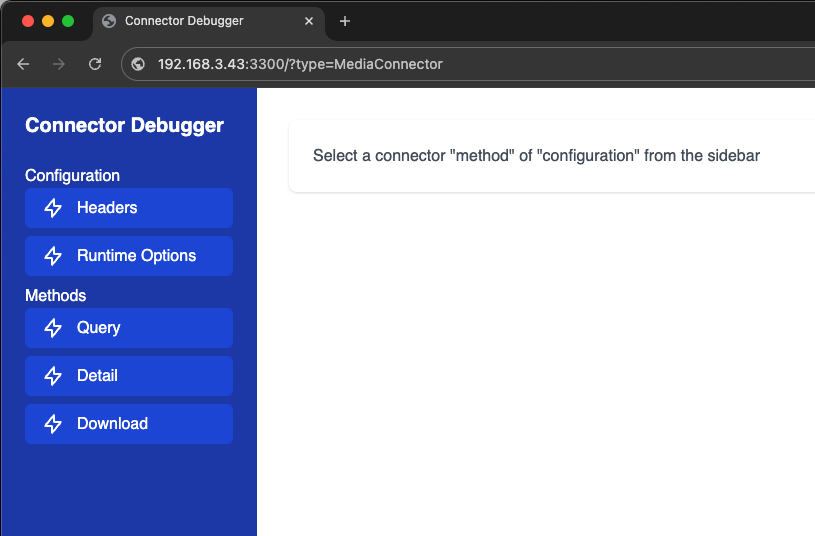 Connector Debugger
192.168.3.43:3300/?type=MediaConnector
Connector Debugger
Configuration
Headers
Runtime Options
Methods
Query
Detail
Download
Select a connector "method" of "configuration" from the sidebar